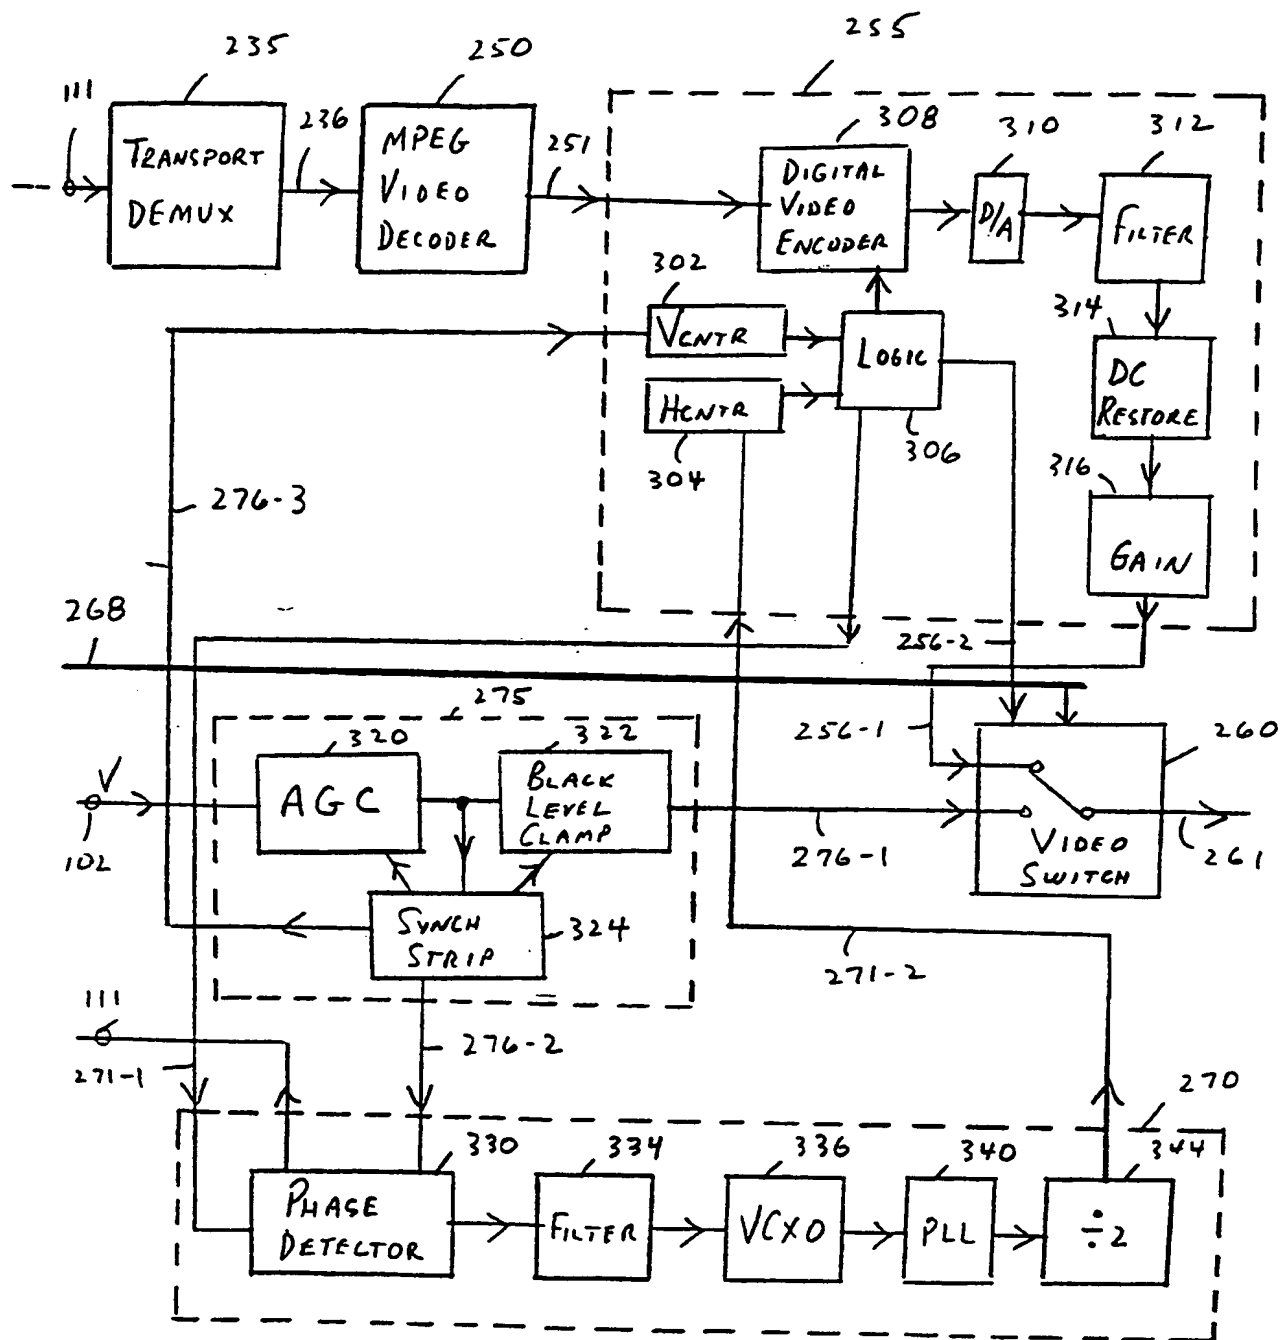 255
235
250
111
308
310
312
236
251
TRANSPORT
DEMUX
MPEG
VIDEO
DECODER
DIGITAL
VIDEO
ENCODER
D/A
FILTER
302
VCNTR
LOGIC
314
DC
RESTORE
HCNTR
304
306
316
GAIN
276-3
268
256-2
275
256-1
260
V
320
322
AGC
BLACK
LEVEL
CLAMP
102
276-1
VIDEO
SWITCH
261
SYNCH
STRIP
324
271-2
111
276-2
271-1
270
330
334
336
340
344
PHASE
DETECTOR
FILTER
VCXO
PLL
÷2